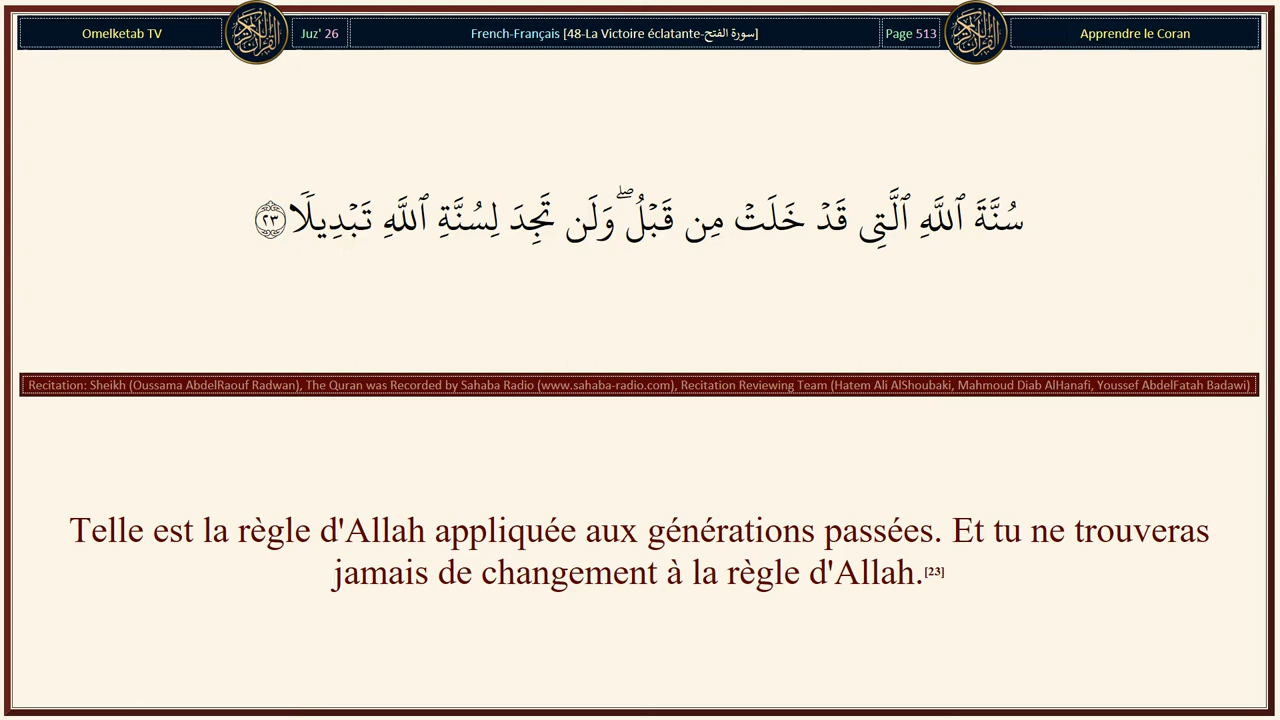 Omelketab TV
Juz' 26
French-Français [48-La Victoire éclatante-سورة الفتح]
Page 513
Apprendre le Coran
سُنَّةَ ٱللَّهِ ٱلَّتِى قَدْ خَلَتْ مِن قَبْلُ ۖ وَلَن تَجِدَ لِسُنَّةِ ٱللَّهِ تَبْدِيلًا ٢٣
Recitation: Sheikh (Oussama AbdelRaouf Radwan), The Quran was Recorded by Sahaba Radio (www.sahaba-radio.com), Recitation Reviewing Team (Hatem Ali AlShoubaki, Mahmoud Diab AlHanafi, Youssef AbdelFatah Badawi)
Telle est la règle d'Allah appliquée aux générations passées. Et tu ne trouveras
jamais de changement à la règle d'Allah.[23]